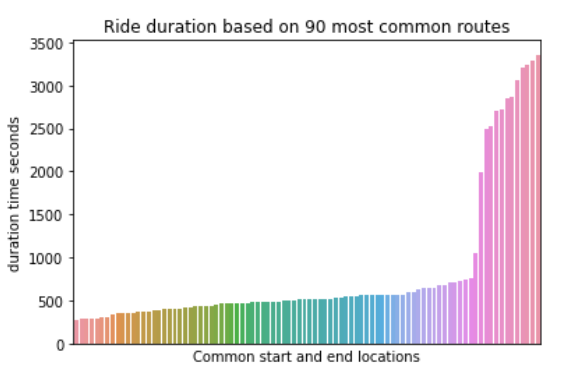 Ride duration based on 90 most common routes
3500
3000
2500
2000
1500
1000
500
0
duration time seconds
Common start and end locations